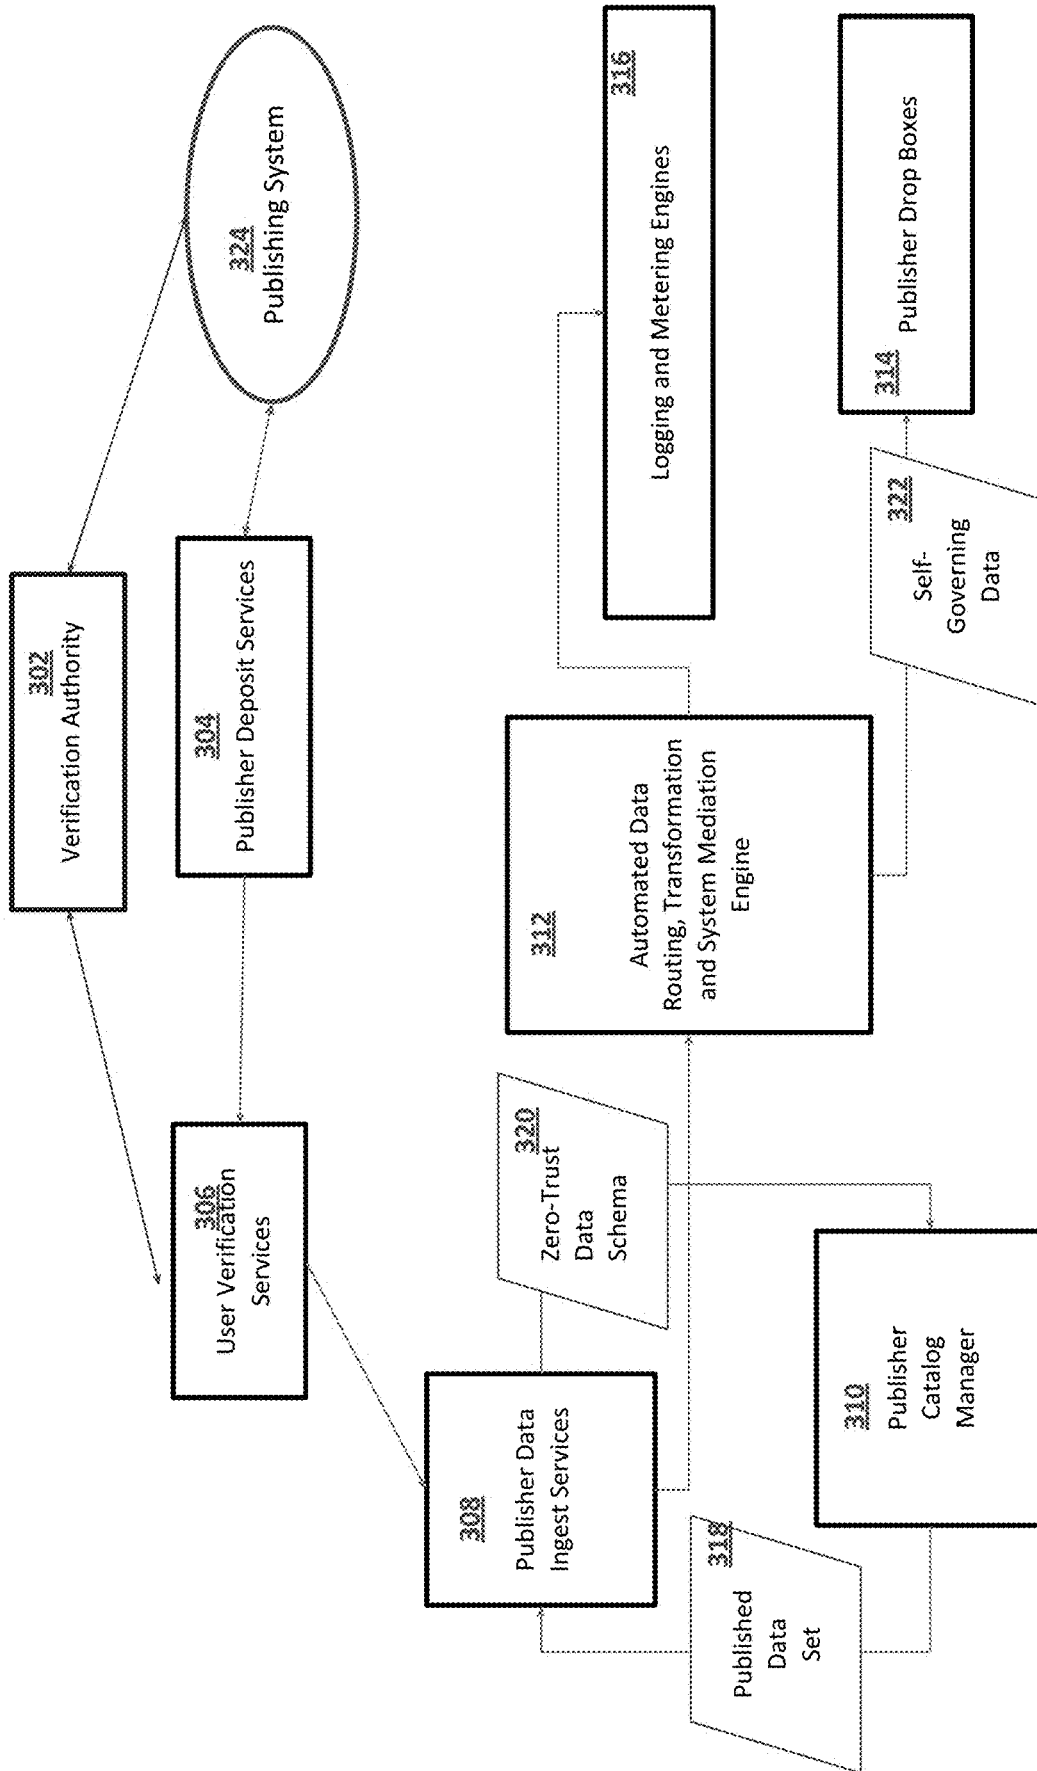 302
Verification Authority
324
Publishing System
304
Publisher Deposit Services
306
User Verification
Services
308
Publisher Data
Ingest Services
320
Zero-Trust
Data
Schema
312
Automated Data
Routing, Transformation
and System Mediation
Engine
316
Logging and Metering Engines
318
Published
Data
Set
310
Publisher
Catalog
Manager
322
Self-
Governing
Data
314
Publisher Drop Boxes